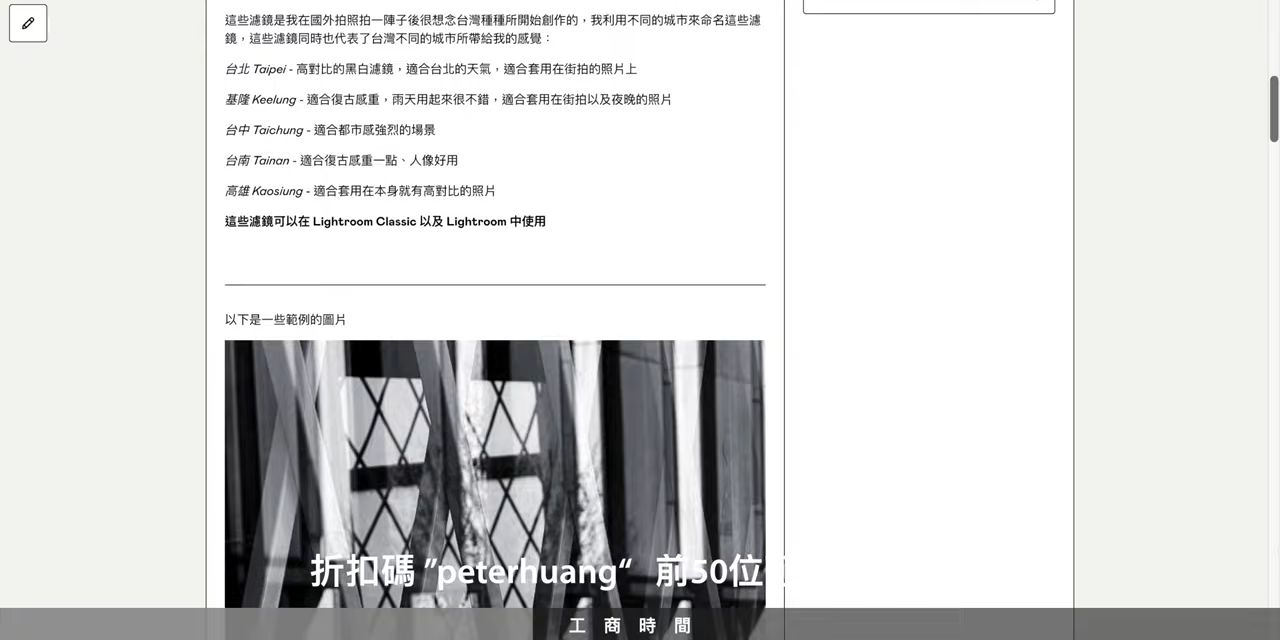 這些濾鏡是我在國外拍照拍一陣子後很想念台灣種種所開始創作的，我利用不同的城市來命名這些濾
鏡，這些濾鏡同時也代表了台灣不同的城市所帶給我的感覺：
台北 Taipei - 高對比的黑白濾鏡，適合台北的天氣，適合套用在街拍的照片上
基隆 Keelung - 適合復古感重，雨天用起來很不錯，適合套用在街拍以及夜晚的照片
台中 Taichung - 適合都市感強烈的場景
台南 Tainan - 適合復古感重一點、人像好用
高雄 Kaosiung - 適合套用在本身就有高對比的照片
這些濾鏡可以在 Lightroom Classic 以及 Lightroom 中使用
以下是一些範例的圖片
折扣碼 ”peterhuang“ 前50位
工商時間